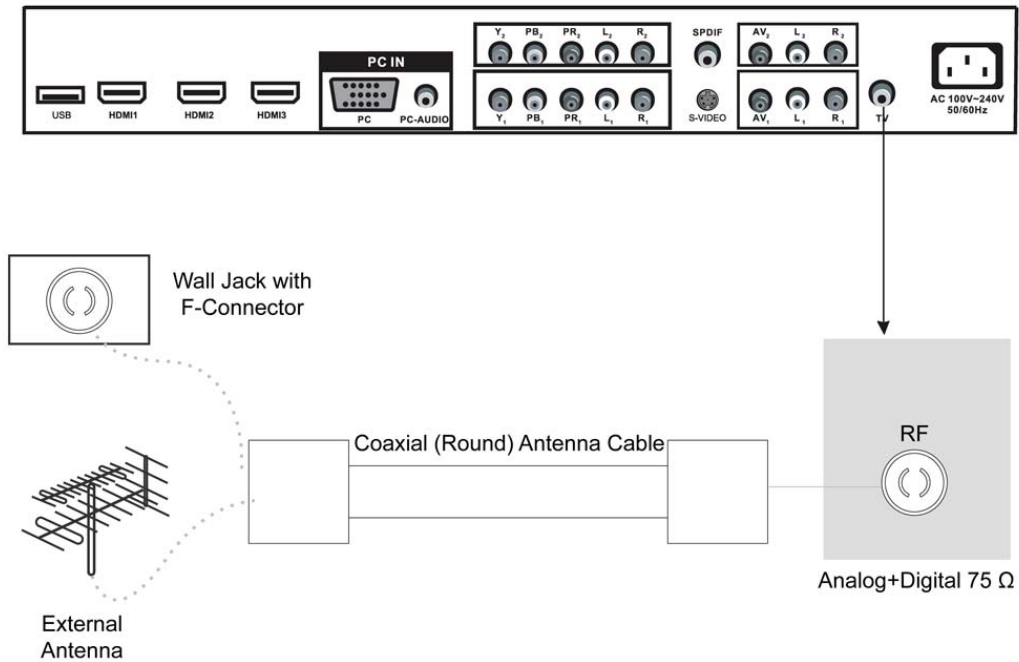 Y2 PB2 PR2 L2 R2
SPDIF
AV2 L2 R2
PC IN
USB
HDMI1
HDMI2
HDMI3
PC
PC-AUDIO
Y1 PB1 PR1 L1 R1
S-VIDEO
AV1 L1 R1
TV
AC 100V~240V
50/60Hz
Wall Jack with
F-Connector
Coaxial (Round) Antenna Cable
RF
Analog+Digital 75 Ω
External
Antenna